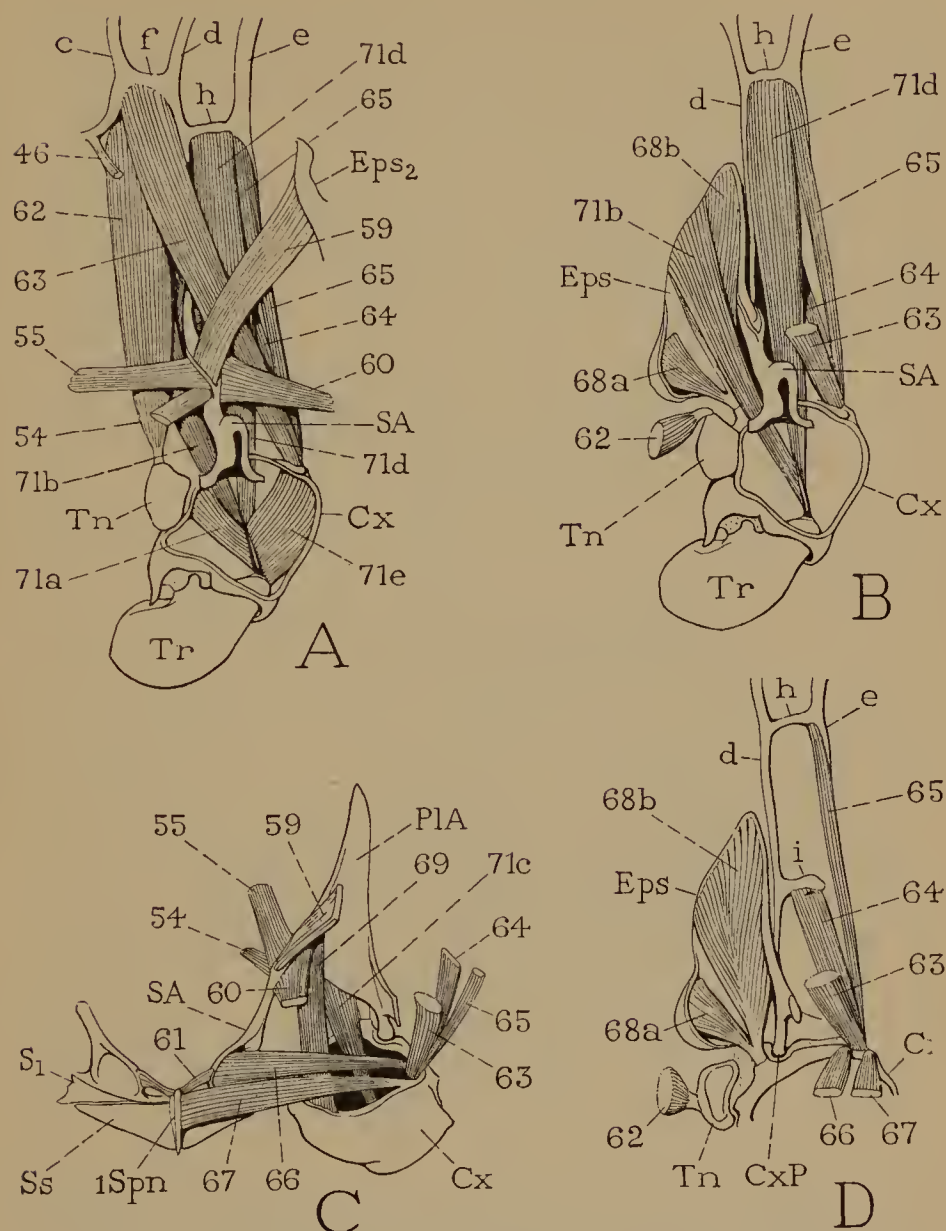 c f d e
h
71d
65
46
Eps2
62
59
63
65
64
55
60
SA
54
71b
71d
Tn
Cx
71a
71e
Tr
A
h e
d
71d
68b
65
71b
Eps
64
63
68a
SA
62
Tn
Cx
Tr
B
55
59
PlA
69
71c
54
64
SA
60
65
61
63
S1
Ss
1Spn
67
66
Cx
C
h
e
d
65
68b
i
Eps
64
63
68a
62
66
67
Tn
CxP
D